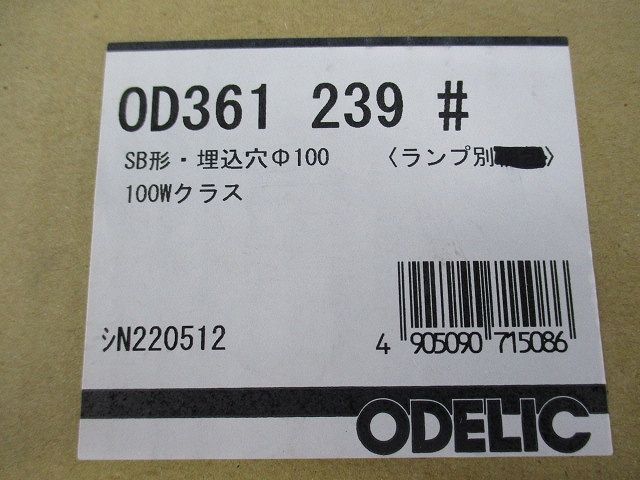 OD361 239 #
SB形・埋込穴Φ100 〈ランプ別 〉
100Wクラス
ｼN220512
4 905090 715086
ODELIC